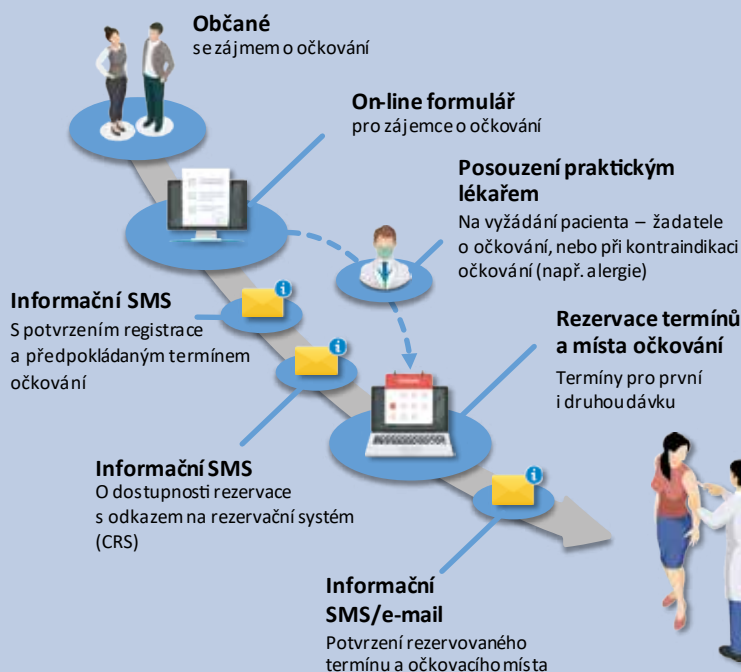 Občané
se zájmem o očkování
On-line formulář
pro zájemce o očkování
Posouzení praktickým
lékařem
Na vyžádání pacienta – žadatele
o očkování, nebo při kontraindikaci
očkování (např. alergie)
Informační SMS
S potvrzením registrace
a předpokládaným termínem
očkování
Rezervace termínů
a místa očkování
Termíny pro první
i druhou dávku
Informační SMS
O dostupnosti rezervace
s odkazem na rezervační systém
(CRS)
Informační
SMS/e-mail
Potvrzení rezervovaného
termínu a očkovacího místa